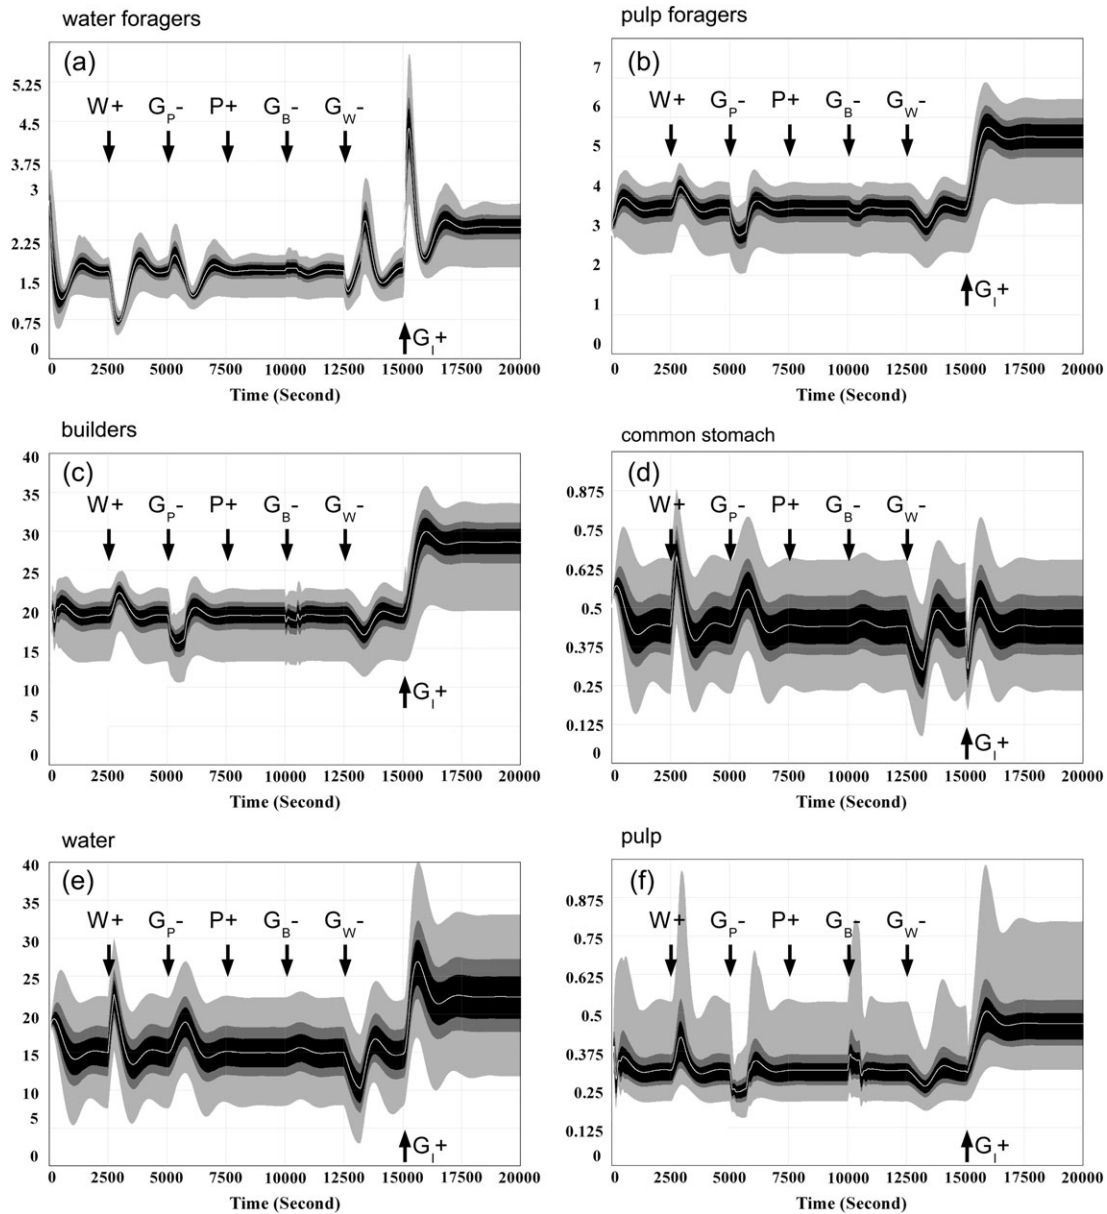 water foragers
(a)
5.25
4.5
3.75
3
2.25
1.5
0.75
0
W+ G_P- P+ G_B- G_W-
G_I+
0 2500 5000 7500 10000 12500 15000 17500 20000
Time (Second)
pulp foragers
(b)
7
6
5
4
3
2
1
0
W+ G_P- P+ G_B- G_W-
G_I+
0 2500 5000 7500 10000 12500 15000 17500 20000
Time (Second)
builders
(c)
40
35
30
25
20
15
10
5
0
W+ G_P- P+ G_B- G_W-
G_I+
0 2500 5000 7500 10000 12500 15000 17500 20000
Time (Second)
common stomach
(d)
0.875
0.75
0.625
0.5
0.375
0.25
0.125
0
W+ G_P- P+ G_B- G_W-
G_I+
0 2500 5000 7500 10000 12500 15000 17500 20000
Time (Second)
water
(e)
40
35
30
25
20
15
10
5
0
W+ G_P- P+ G_B- G_W-
G_I+
0 2500 5000 7500 10000 12500 15000 17500 20000
Time (Second)
pulp
(f)
0.875
0.75
0.625
0.5
0.375
0.25
0.125
0
W+ G_P- P+ G_B- G_W-
G_I+
0 2500 5000 7500 10000 12500 15000 17500 20000
Time (Second)